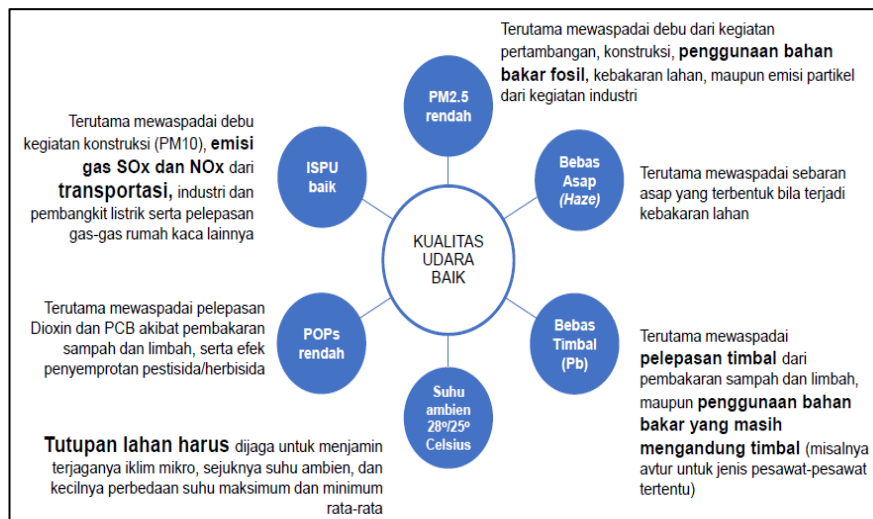 Terutama mewaspadai debu dari kegiatan
pertambangan, konstruksi, penggunaan bahan
bakar fosil, kebakaran lahan, maupun emisi partikel
dari kegiatan industri
PM2.5
rendah
Terutama mewaspadai debu
kegiatan konstruksi (PM10), emisi
gas SOx dan NOx dari
transportasi, industri dan
pembangkit listrik serta pelepasan
gas-gas rumah kaca lainnya
ISPU
baik
Bebas
Asap
(Haze)
Terutama mewaspadai sebaran
asap yang terbentuk bila terjadi
kebakaran lahan
KUALITAS
UDARA
BAIK
Terutama mewaspadai pelepasan
Dioxin dan PCB akibat pembakaran
sampah dan limbah, serta efek
penyemprotan pestisida/herbisida
POPs
rendah
Bebas
Timbal
(Pb)
Terutama mewaspadai
pelepasan timbal dari
pembakaran sampah dan limbah,
maupun penggunaan bahan
bakar yang masih
mengandung timbal (misalnya
avtur untuk jenis pesawat-pesawat
tertentu)
Suhu
ambien
28º/25º
Celsius
Tutupan lahan harus dijaga untuk menjamin
terjaganya iklim mikro, sejuknya suhu ambien, dan
kecilnya perbedaan suhu maksimum dan minimum
rata-rata